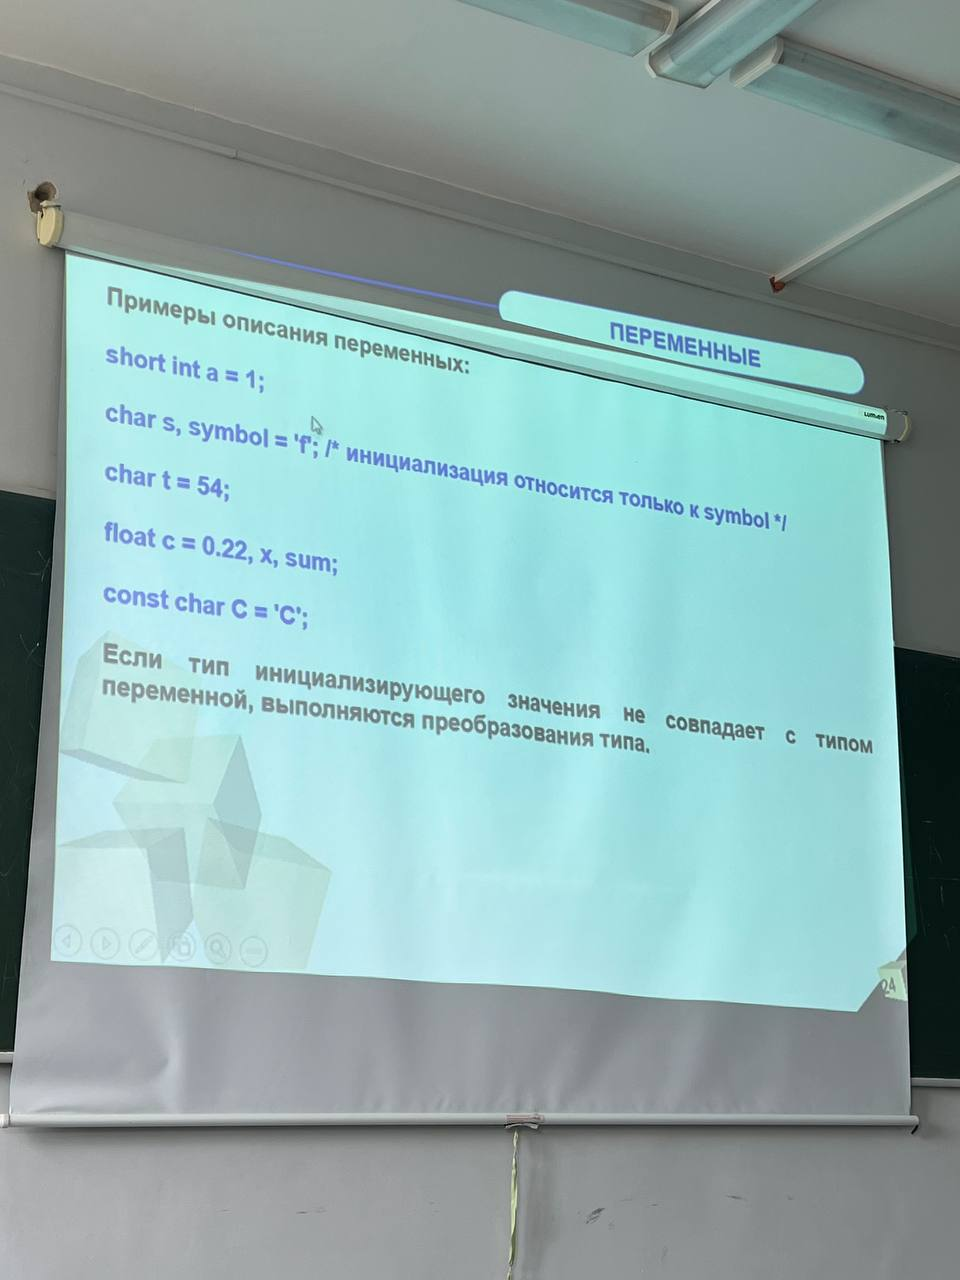 ПЕРЕМЕННЫЕ
Lumien
Примеры описания переменных:
short int a = 1;
char s, symbol = 'f'; /* инициализация относится только к symbol */
char t = 54;
float c = 0.22, x, sum;
const char C = 'C';
Если тип инициализирующего значения не совпадает с типом
переменной, выполняются преобразования типа.
24